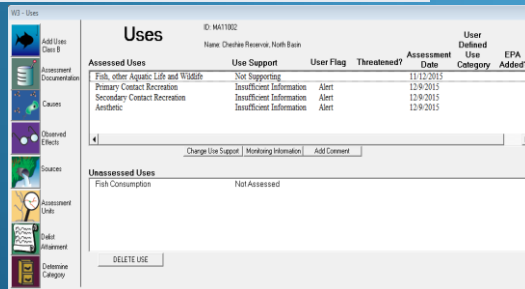 W3 - Uses
Uses
ID: MA11002
Name: Cheshire Reservoir, North Basin
Add Uses
Class B
Assessment
Documentation
Causes
Observed
Effects
Sources
Assessment
Units
Delist
Attainment
Determine
Category
Assessed Uses Use Support User Flag Threatened? Assessment Date User Defined Use Category EPA Added?
Fish, other Aquatic Life and Wildlife Not Supporting 11/12/2015
Primary Contact Recreation Insufficient Information Alert 12/9/2015
Secondary Contact Recreation Insufficient Information Alert 12/9/2015
Aesthetic Insufficient Information Alert 12/9/2015
Change Use Support Monitoring Information Add Comment
Unassessed Uses
Fish Consumption Not Assessed
DELETE USE